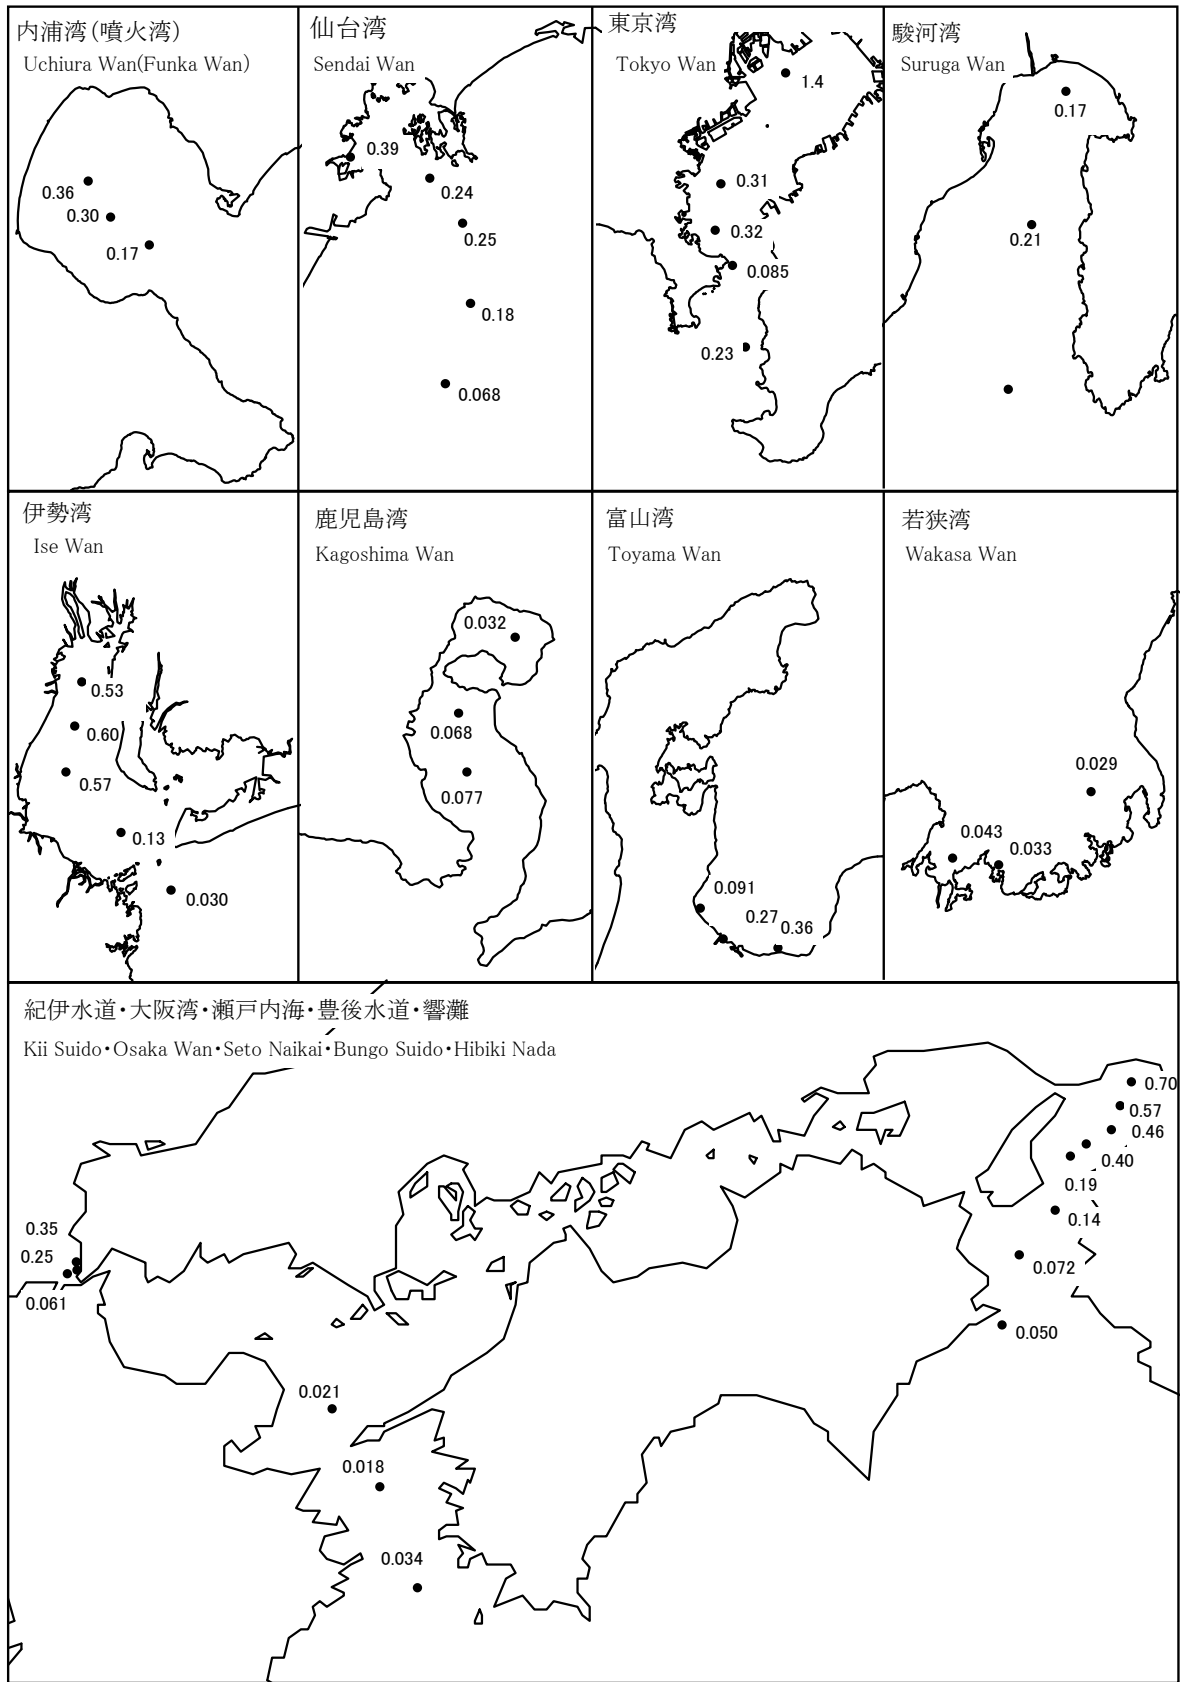 内浦湾(噴火湾)
Uchiura Wan(Funka Wan)
0.36
0.30
0.17
仙台湾
Sendai Wan
0.39
0.24
0.25
0.18
0.068
東京湾
Tokyo Wan
1.4
0.31
0.32
0.085
0.23
駿河湾
Suruga Wan
0.17
0.21
伊勢湾
Ise Wan
0.53
0.60
0.57
0.13
0.030
鹿児島湾
Kagoshima Wan
0.032
0.068
0.077
富山湾
Toyama Wan
0.091
0.27
0.36
若狭湾
Wakasa Wan
0.029
0.043
0.033
紀伊水道・大阪湾・瀬戸内海・豊後水道・響灘
Kii Suido・Osaka Wan・Seto Naikai・Bungo Suido・Hibiki Nada
0.70
0.57
0.46
0.40
0.19
0.14
0.072
0.050
0.35
0.25
0.061
0.021
0.018
0.034